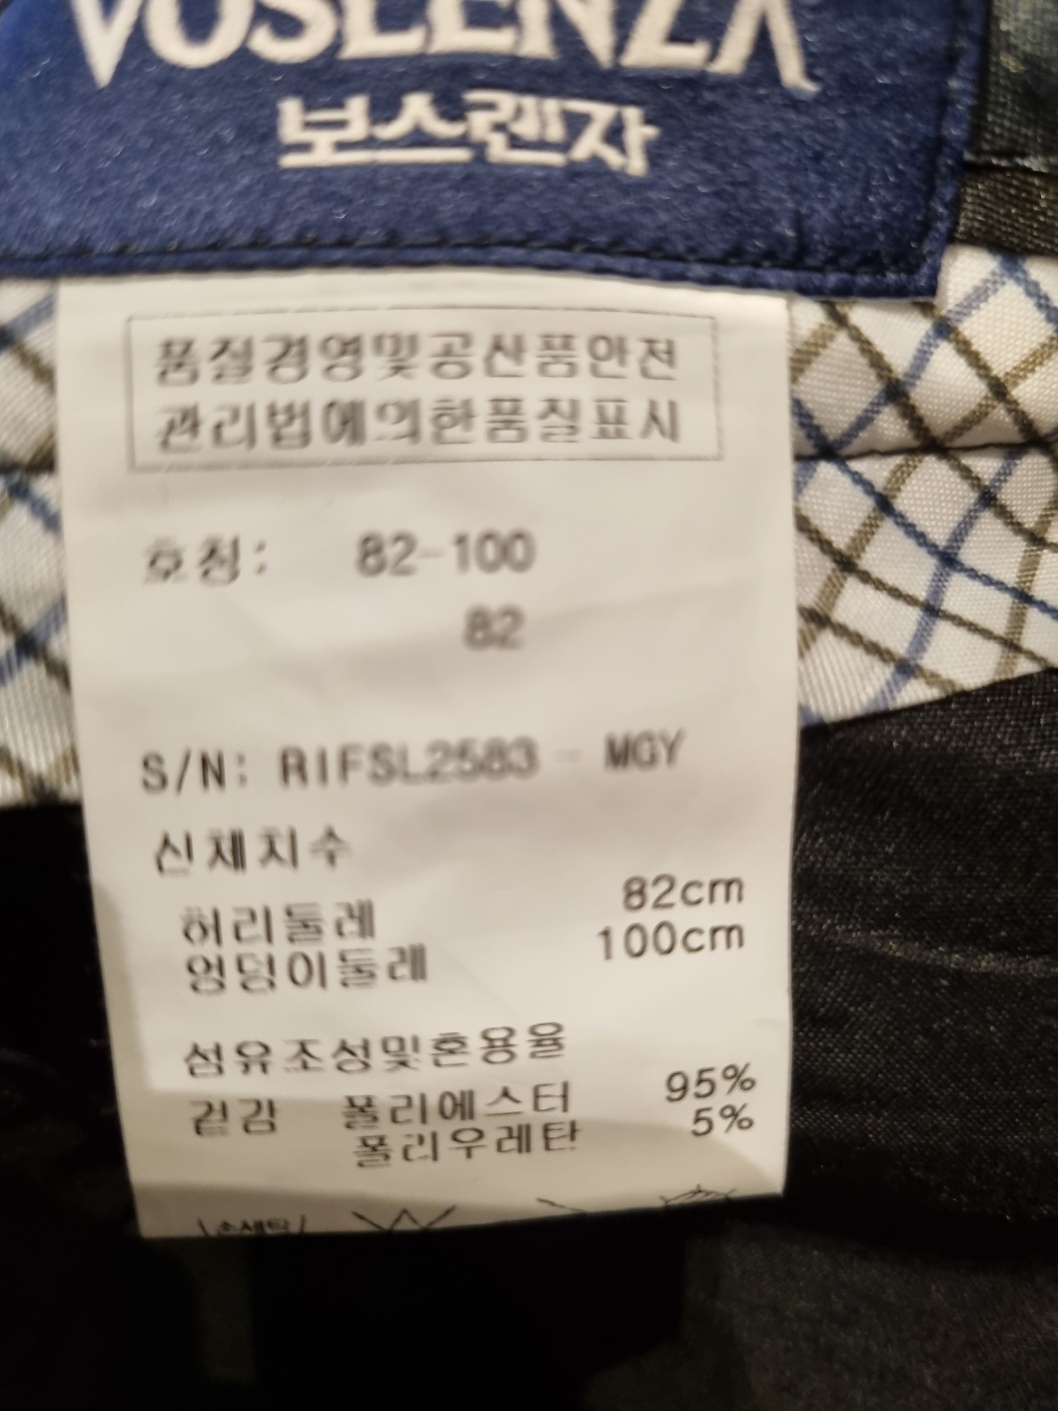 VOSLENZA
보스렌자
품질경영및공산품안전
관리법에의한품질표시
호칭: 82-100
82
S/N: RIFSL2583 - MGY
신체치수
허리둘레 82cm
엉덩이둘레 100cm
섬유조성및혼용율
겉감 폴리에스터 95%
폴리우레탄 5%
손세탁